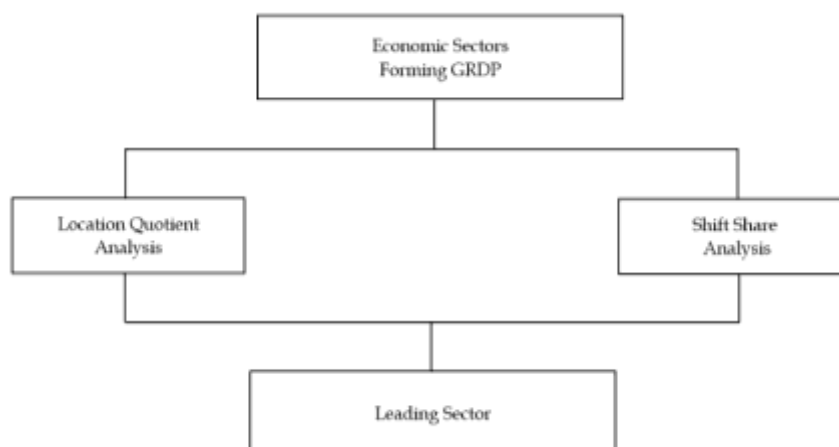 Economic Sectors
Forming GRDP
Location Quotient
Analysis
Shift Share
Analysis
Leading Sector